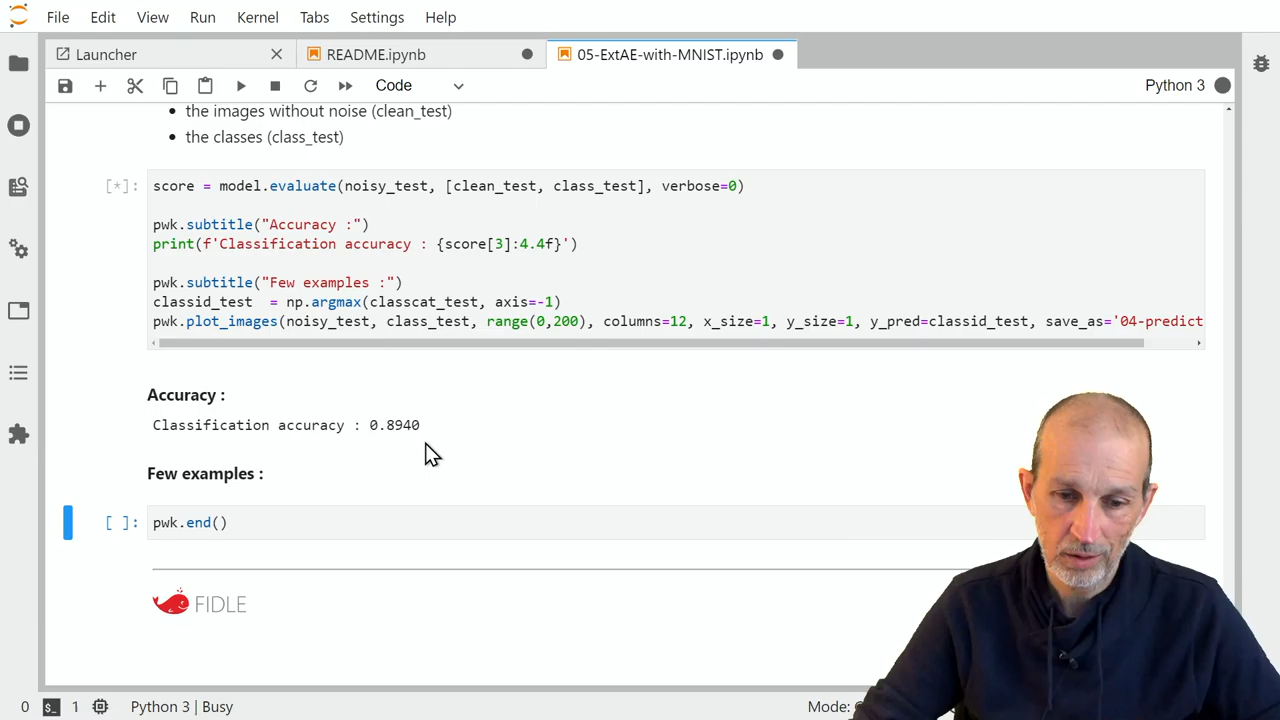 File Edit View Run Kernel Tabs Settings Help
Launcher README.ipynb 05-ExtAE-with-MNIST.ipynb
Code Python 3
• the images without noise (clean_test)
• the classes (class_test)
[*]: score = model.evaluate(noisy_test, [clean_test, class_test], verbose=0)
pwk.subtitle("Accuracy :")
print(f'Classification accuracy : {score[3]:4.4f}')
pwk.subtitle("Few examples :")
classid_test  = np.argmax(classcat_test, axis=-1)
pwk.plot_images(noisy_test, class_test, range(0,200), columns=12, x_size=1, y_size=1, y_pred=classid_test, save_as='04-predict
Accuracy :
Classification accuracy : 0.8940
Few examples :
[ ]: pwk.end()
FIDLE
0 $_ 1 Python 3 | Busy Mode: